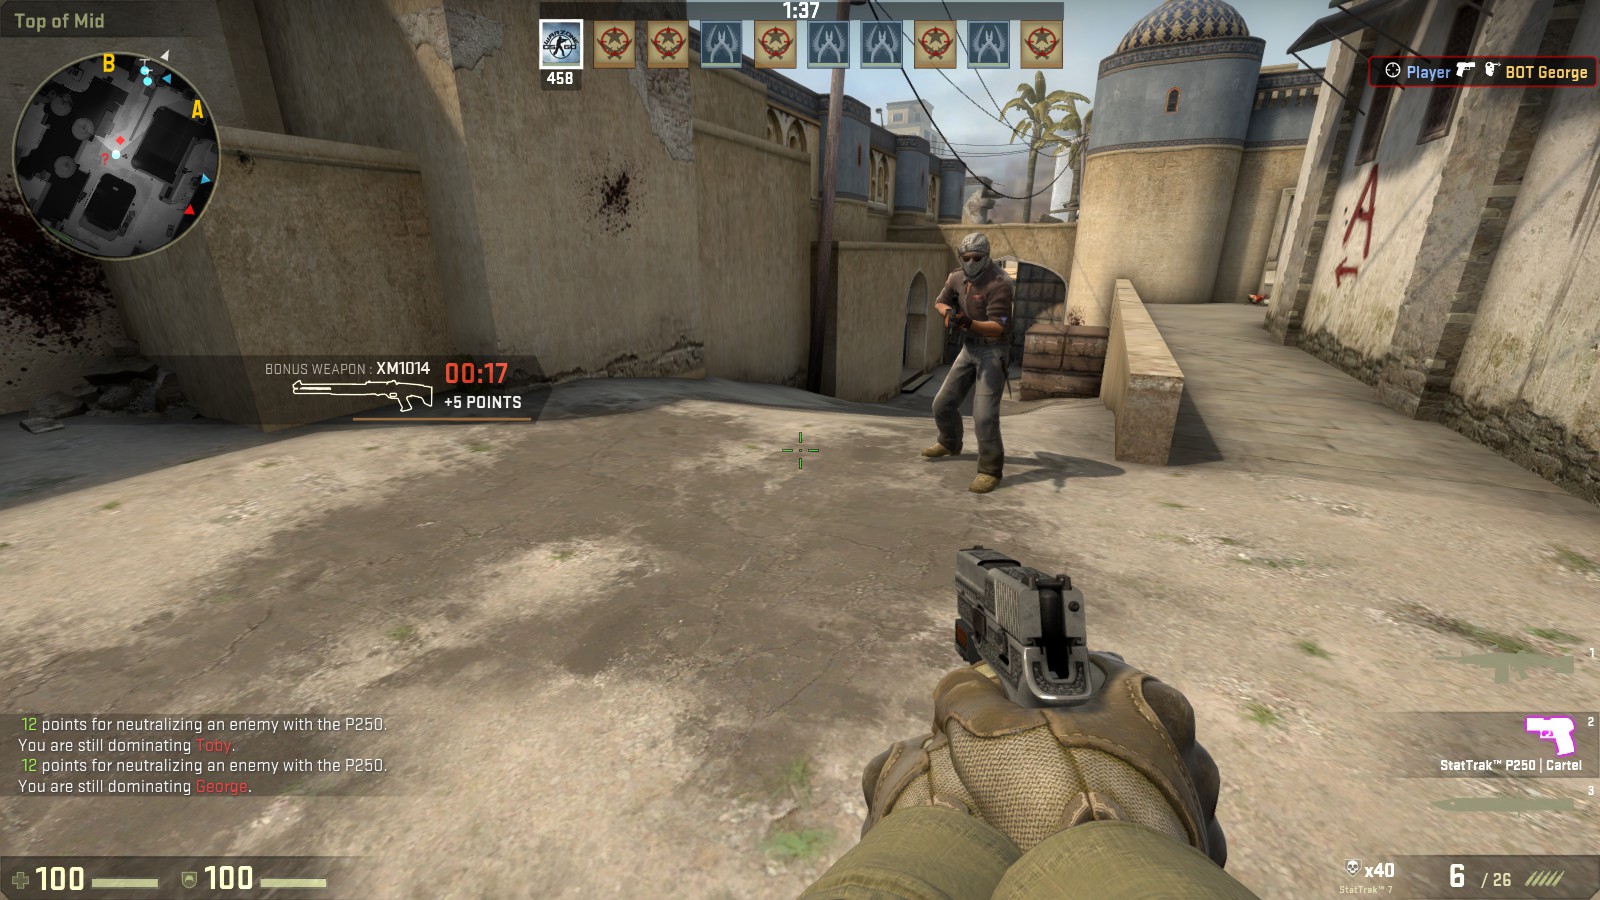 Top of Mid
1:37
458
B
A
?
Player BOT George
A
BONUS WEAPON : XM1014
00:17
+5 POINTS
12 points for neutralizing an enemy with the P250.
You are still dominating Toby.
12 points for neutralizing an enemy with the P250.
You are still dominating George.
1
2
StatTrak™ P250 | Cartel
3
100
100
x40
StatTrak™ 7
6 / 26